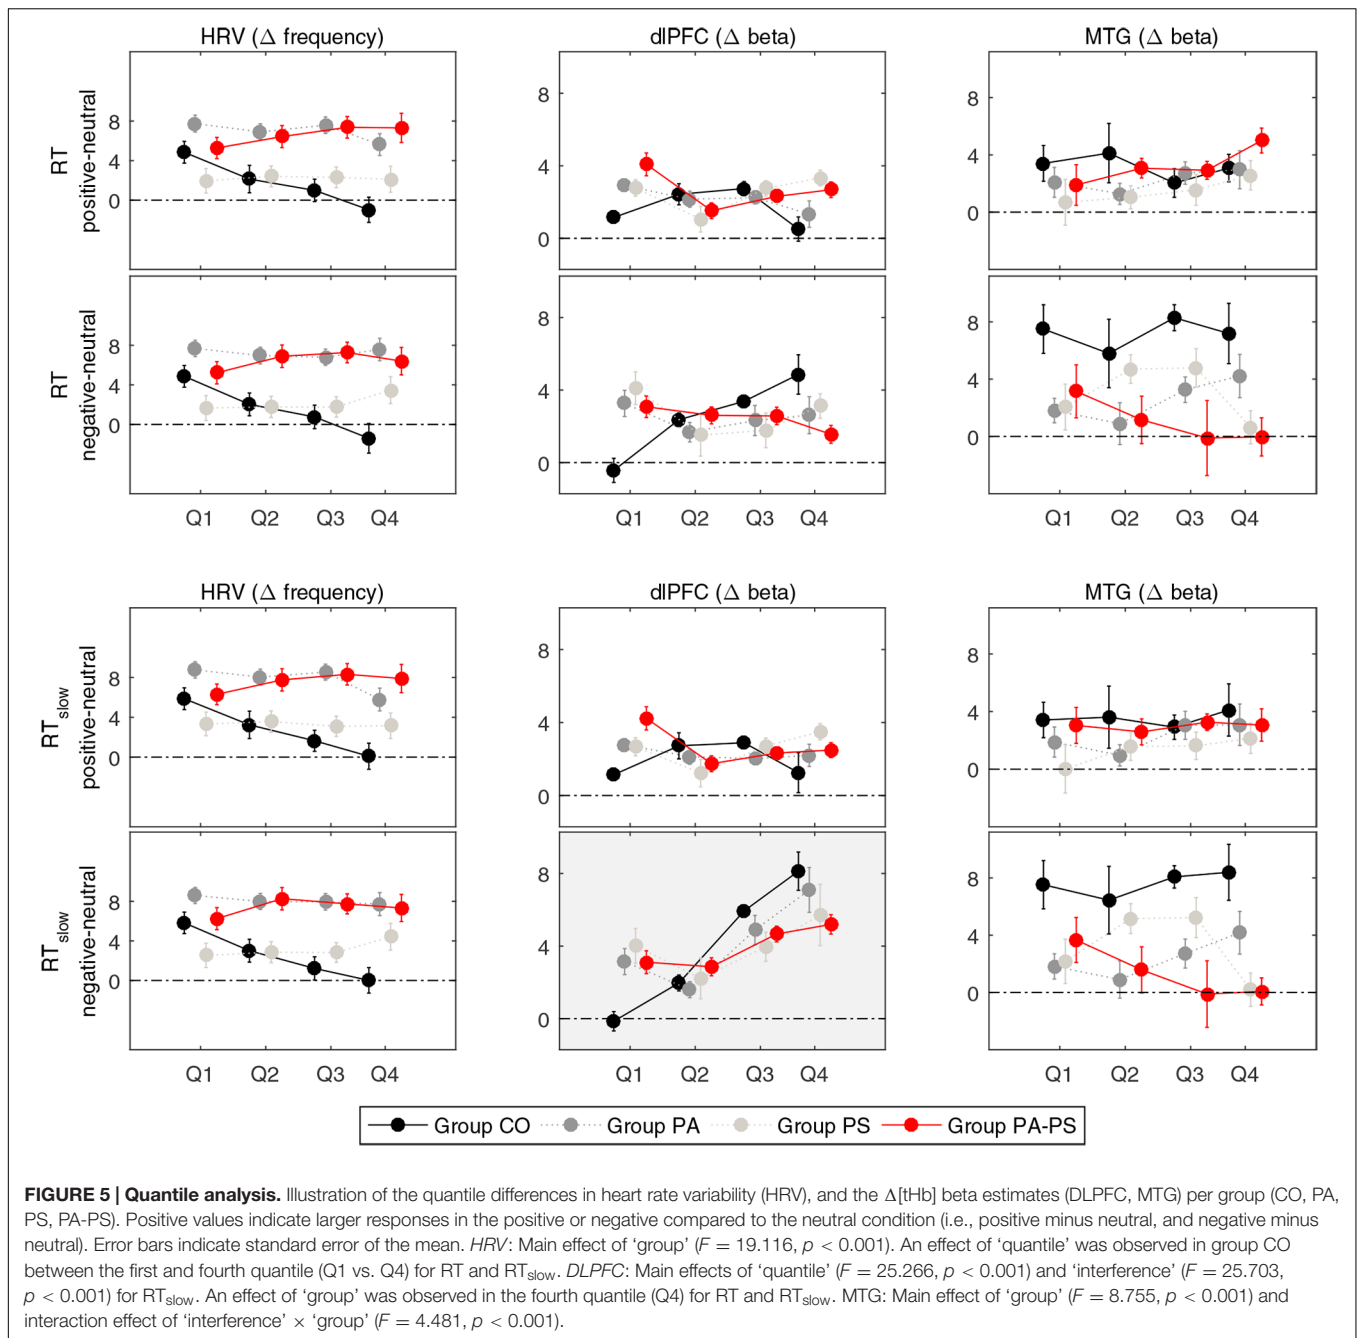 HRV (Δ frequency)
dlPFC (Δ beta)
MTG (Δ beta)
RT
positive-neutral
8
4
0
8
4
0
8
4
0
RT
negative-neutral
8
4
0
8
4
0
8
4
0
Q1 Q2 Q3 Q4
Q1 Q2 Q3 Q4
Q1 Q2 Q3 Q4
HRV (Δ frequency)
dlPFC (Δ beta)
MTG (Δ beta)
RTslow
positive-neutral
8
4
0
8
4
0
8
4
0
RTslow
negative-neutral
8
4
0
8
4
0
8
4
0
Q1 Q2 Q3 Q4
Q1 Q2 Q3 Q4
Q1 Q2 Q3 Q4
Group CO Group PA Group PS Group PA-PS
FIGURE 5 | Quantile analysis. Illustration of the quantile differences in heart rate variability (HRV), and the Δ[tHb] beta estimates (DLPFC, MTG) per group (CO, PA,
PS, PA-PS). Positive values indicate larger responses in the positive or negative compared to the neutral condition (i.e., positive minus neutral, and negative minus
neutral). Error bars indicate standard error of the mean. HRV: Main effect of ‘group’ (F = 19.116, p < 0.001). An effect of ‘quantile’ was observed in group CO
between the first and fourth quantile (Q1 vs. Q4) for RT and RTslow. DLPFC: Main effects of ‘quantile’ (F = 25.266, p < 0.001) and ‘interference’ (F = 25.703,
p < 0.001) for RTslow. An effect of ‘group’ was observed in the fourth quantile (Q4) for RT and RTslow. MTG: Main effect of ‘group’ (F = 8.755, p < 0.001) and
interaction effect of ‘interference’ × ‘group’ (F = 4.481, p < 0.001).